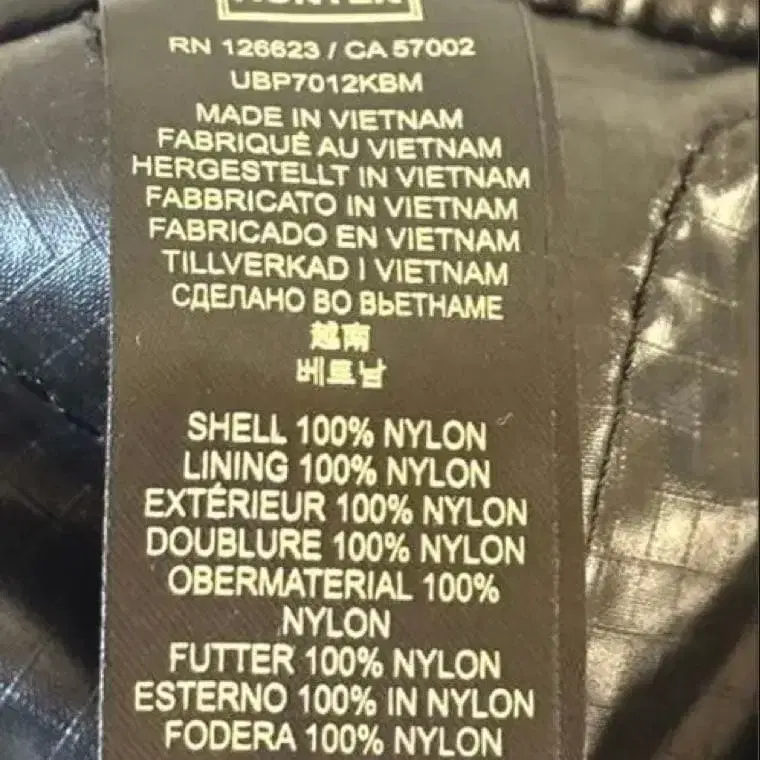 HUNTER
RN 126623 / CA 57002
UBP7012KBM
MADE IN VIETNAM
FABRIQUÉ AU VIETNAM
HERGESTELLT IN VIETNAM
FABBRICATO IN VIETNAM
FABRICADO EN VIETNAM
TILLVERKAD I VIETNAM
СДЕЛАНО ВО ВЬЕТНАМЕ
越南
베트남
SHELL 100% NYLON
LINING 100% NYLON
EXTÉRIEUR 100% NYLON
DOUBLURE 100% NYLON
OBERMATERIAL 100%
NYLON
FUTTER 100% NYLON
ESTERNO 100% IN NYLON
FODERA 100% NYLON